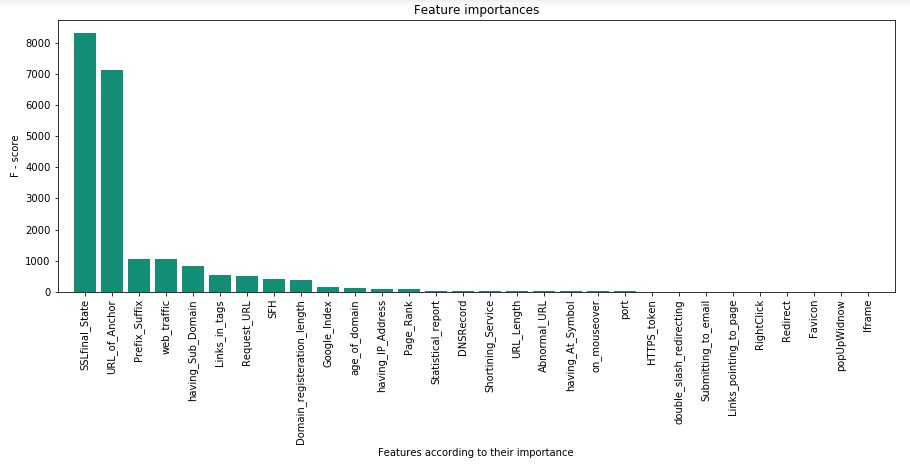 Feature importances
8000
7000
6000
5000
4000
3000
2000
1000
0
F - score
SSLfinal_State
URL_of_Anchor
Prefix_Suffix
web_traffic
having_Sub_Domain
Links_in_tags
Request_URL
SFH
Domain_registeration_length
Google_Index
age_of_domain
having_IP_Address
Page_Rank
Statistical_report
DNSRecord
Shortining_Service
URL_Length
Abnormal_URL
having_At_Symbol
on_mouseover
port
HTTPS_token
double_slash_redirecting
Submitting_to_email
Links_pointing_to_page
RightClick
Redirect
Favicon
popUpWidnow
Iframe
Features according to their importance